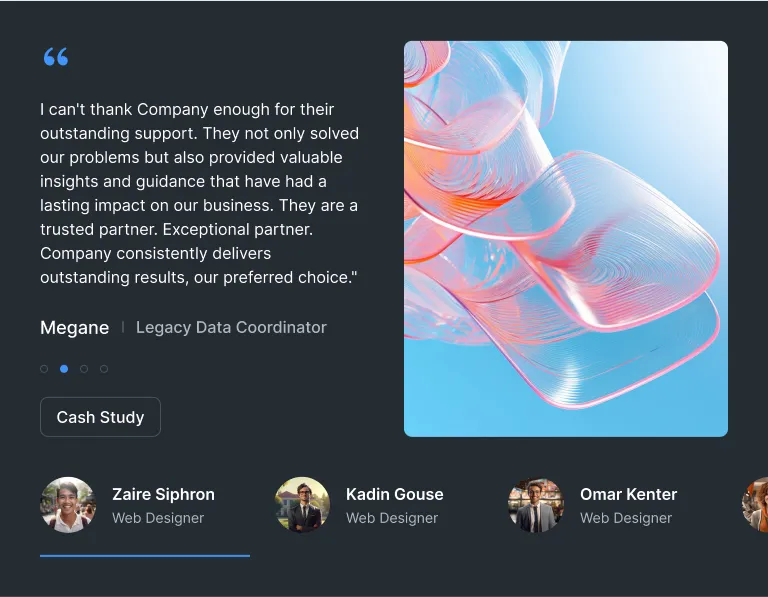 “
I can't thank Company enough for their
outstanding support. They not only solved
our problems but also provided valuable
insights and guidance that have had a
lasting impact on our business. They are a
trusted partner. Exceptional partner.
Company consistently delivers
outstanding results, our preferred choice."
Megane | Legacy Data Coordinator
Cash Study
Zaire Siphron
Web Designer
Kadin Gouse
Web Designer
Omar Kenter
Web Designer